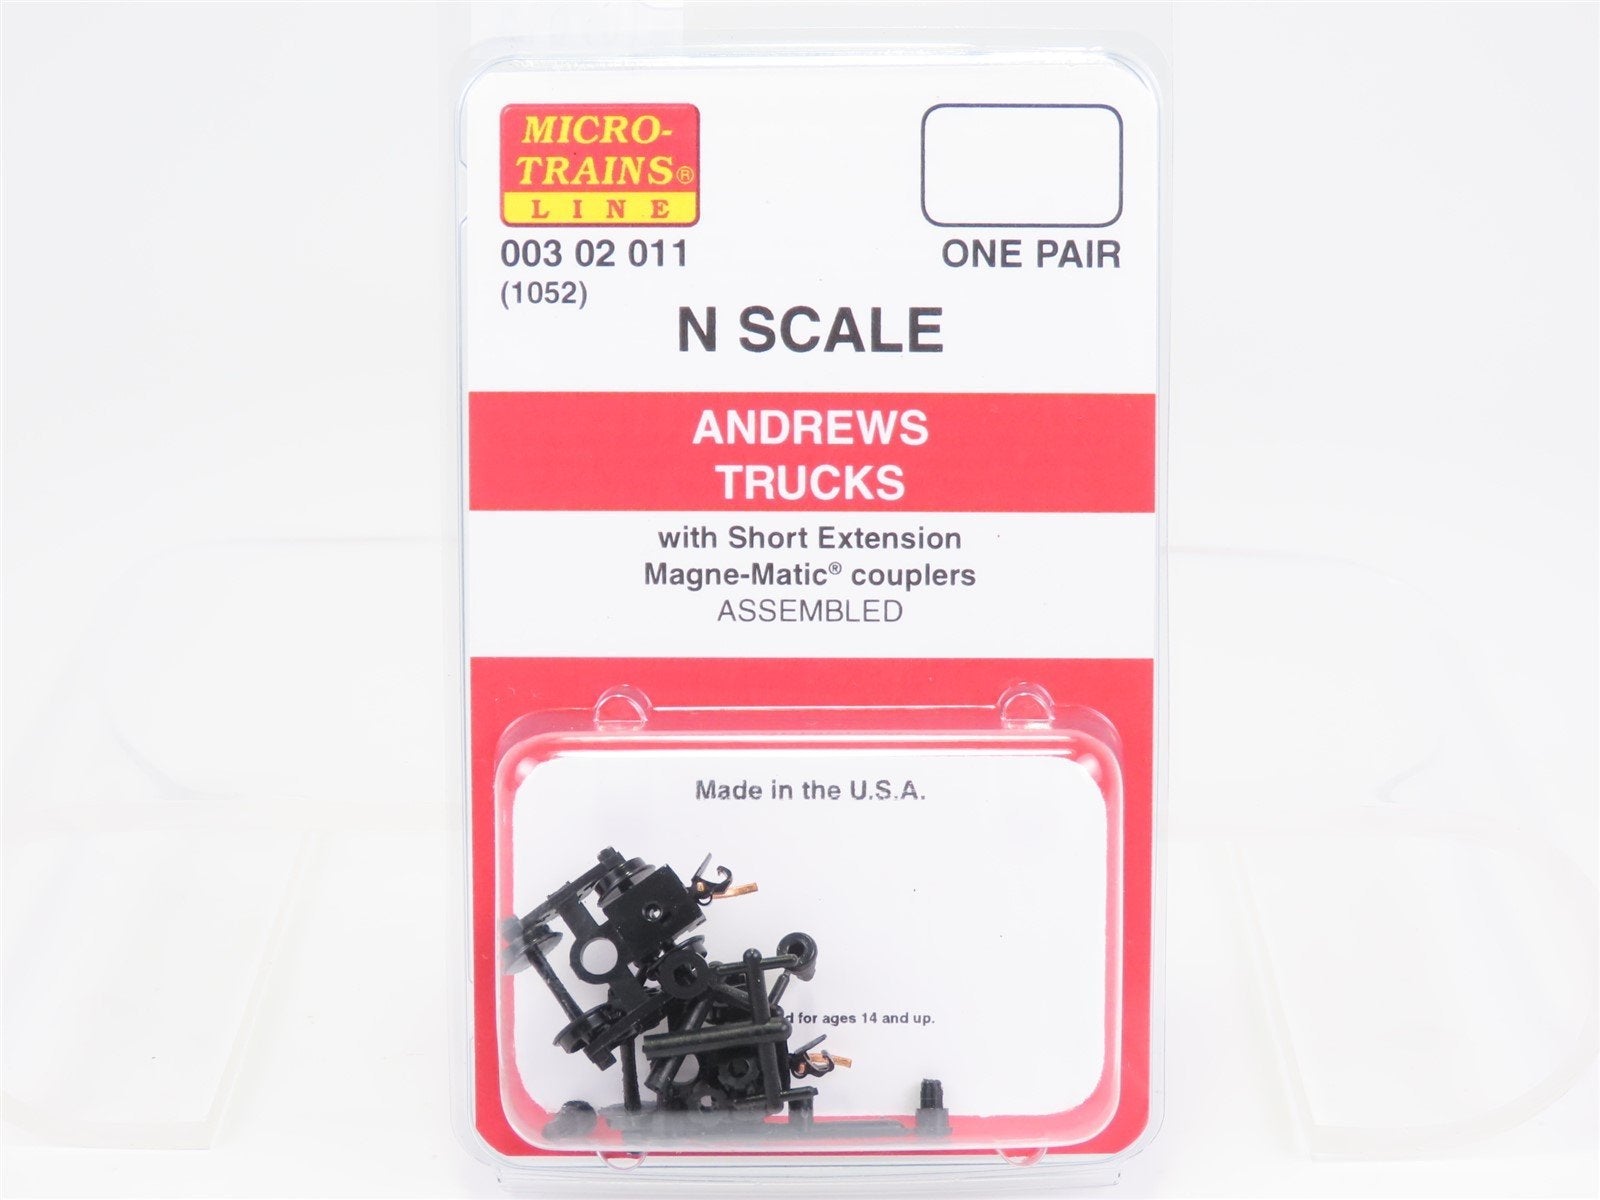 MICRO-
TRAINS®
LINE
003 02 011
(1052)
ONE PAIR
N SCALE
ANDREWS
TRUCKS
with Short Extension
Magne-Matic® couplers
ASSEMBLED
Made in the U.S.A.
for ages 14 and up.